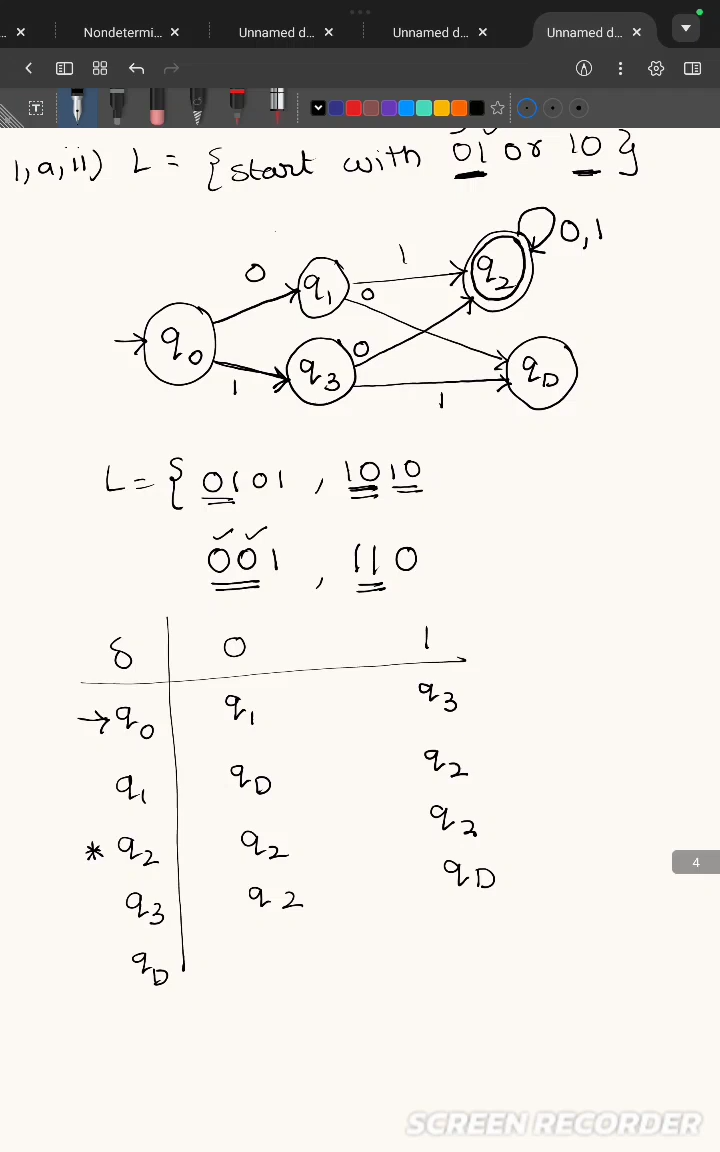 Nondetermi... × Unnamed d... × Unnamed d... × Unnamed d... ×
T
1,a,ii) L = {start with 01 or 10}
0 q1 1 q2 0,1
q0 0
1 q3 0 qD
1
L = { 0101 , 1010
001 , 110
δ 0 1
→q0 q1 q3
q1 qD q2
* q2 q2 q2
q3 q2 qD
qD
4
SCREEN RECORDER